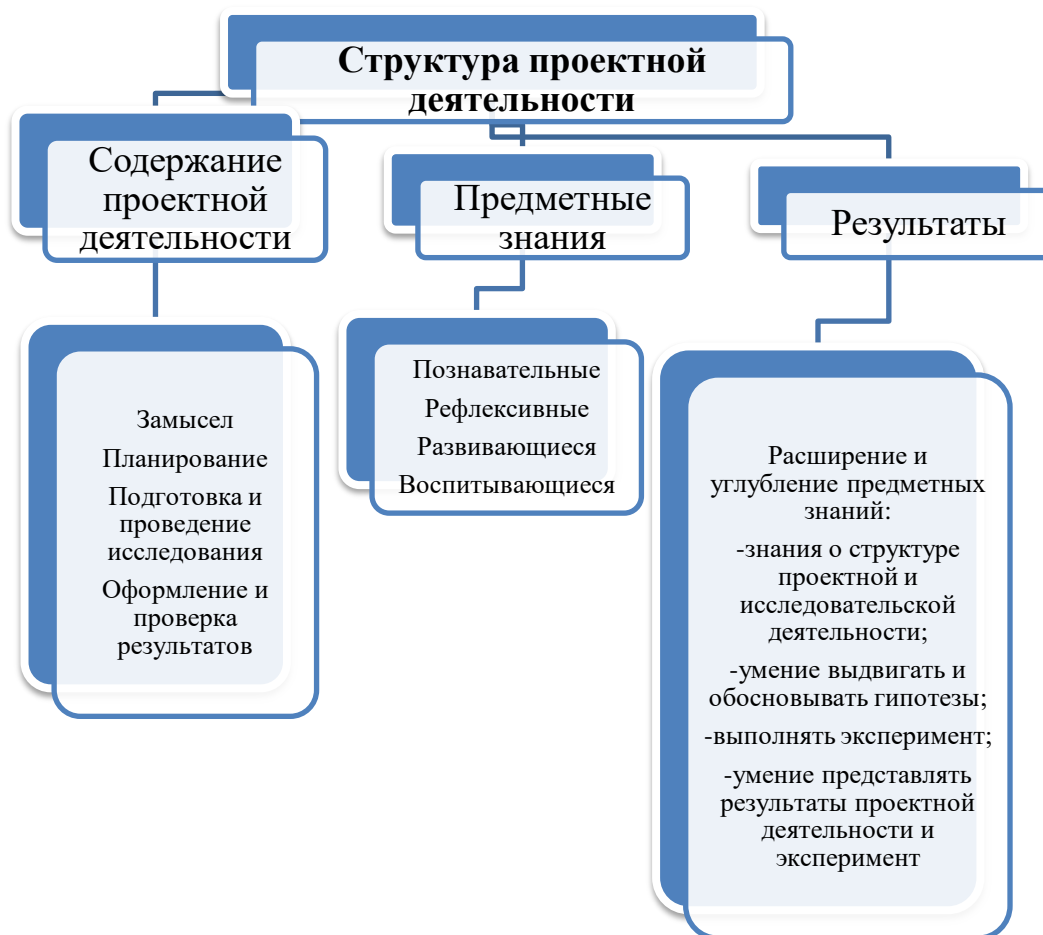 Структура проектной
деятельности
Содержание
проектной
деятельности
Предметные
знания
Результаты
Замысел
Планирование
Подготовка и
проведение
исследования
Оформление и
проверка
результатов
Познавательные
Рефлексивные
Развивающиеся
Воспитывающиеся
Расширение и
углубление предметных
знаний:
-знания о структуре
проектной и
исследовательской
деятельности;
-умение выдвигать и
обосновывать гипотезы;
-выполнять эксперимент;
-умение представлять
результаты проектной
деятельности и
эксперимент